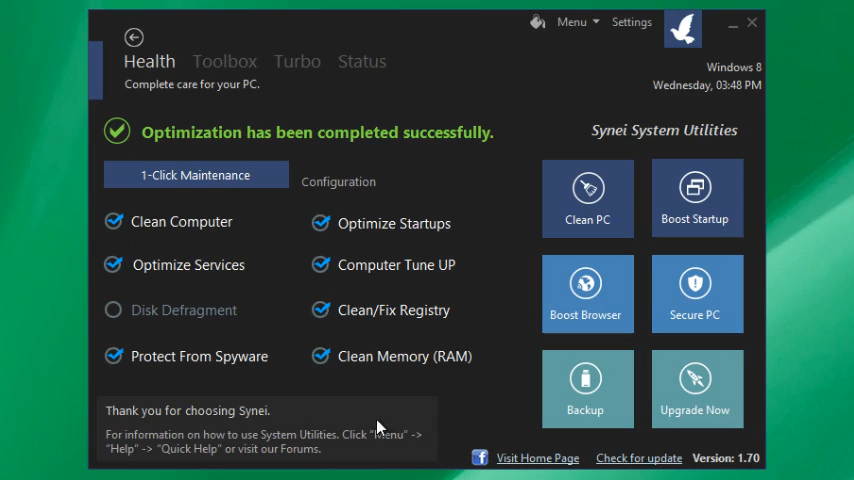 Menu Settings
Health Toolbox Turbo Status
Complete care for your PC.
Windows 8
Wednesday, 03:48 PM
Optimization has been completed successfully.
Synei System Utilities
1-Click Maintenance
Configuration
Clean Computer
Optimize Startups
Optimize Services
Computer Tune UP
Disk Defragment
Clean/Fix Registry
Protect From Spyware
Clean Memory (RAM)
Clean PC
Boost Startup
Boost Browser
Secure PC
Backup
Upgrade Now
Thank you for choosing Synei.
For information on how to use System Utilities. Click "Menu" ->
"Help" -> "Quick Help" or visit our Forums.
Visit Home Page Check for update Version: 1.70